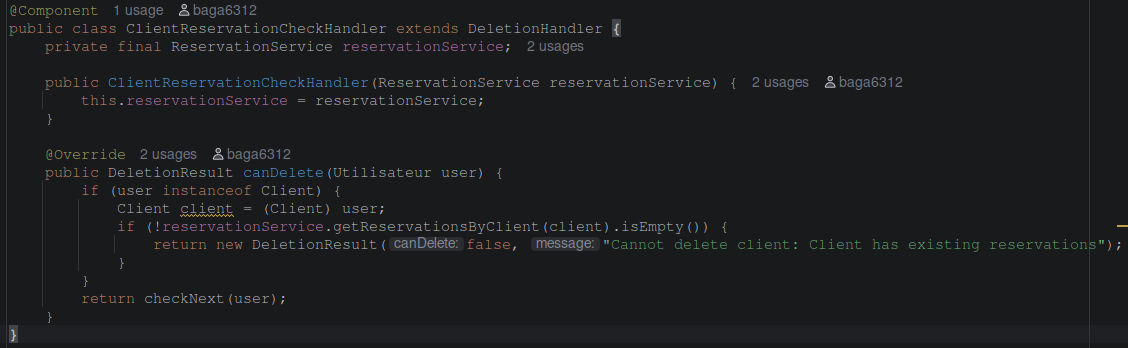 @Component 1 usage baga6312
public class ClientReservationCheckHandler extends DeletionHandler {
private final ReservationService reservationService; 2 usages
public ClientReservationCheckHandler(ReservationService reservationService) { 2 usages baga6312
this.reservationService = reservationService;
}
@Override 2 usages baga6312
public DeletionResult canDelete(Utilisateur user) {
if (user instanceof Client) {
Client client = (Client) user;
if (!reservationService.getReservationsByClient(client).isEmpty()) {
return new DeletionResult( canDelete: false, message: "Cannot delete client: Client has existing reservations");
}
}
return checkNext(user);
}
}